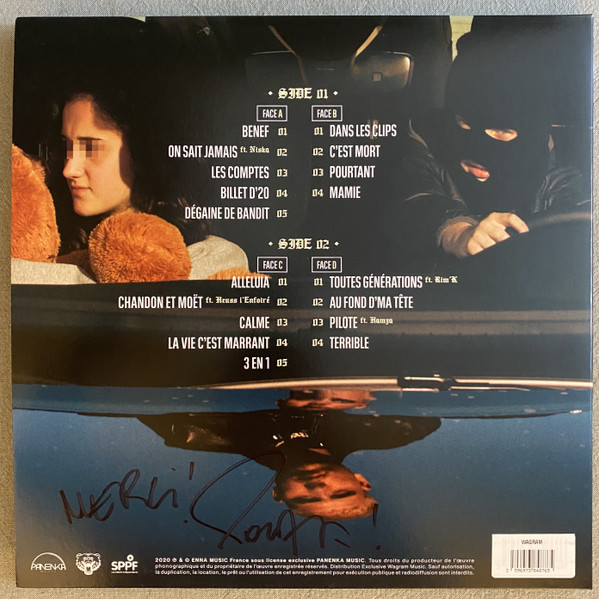 SIDE 01
FACE A
BENEF 01
ON SAIT JAMAIS ft. Niska 02
LES COMPTES 03
BILLET D'20 04
DÉGAINE DE BANDIT 05
FACE B
01 DANS LES CLIPS
02 C'EST MORT
03 POURTANT
04 MAMIE
SIDE 02
FACE C
ALLELUIA 01
CHANDON ET MOËT ft. Heuss l'Enfoiré 02
CALME 03
LA VIE C'EST MARRANT 04
3 EN 1 05
FACE D
01 TOUTES GÉNÉRATIONS ft. Rim'K
02 AU FOND D'MA TÊTE
03 PILOTE ft. Hamza
04 TERRIBLE
MERCI!
PANENKA
SPPF
2020 ℗ & © ENNA MUSIC France sous license exclusive PANENKA MUSIC. Tous droits du producteur de l'œuvre
phonographique et du propriétaire de l'œuvre enregistrée réservés. Distribution Exclusive Wagram Music. Sauf autorisation,
la duplication, la location, le prêt ou l'utilisation de cet enregistrement pour exécution publique et radiodiffusion sont interdits.
WAGRAM